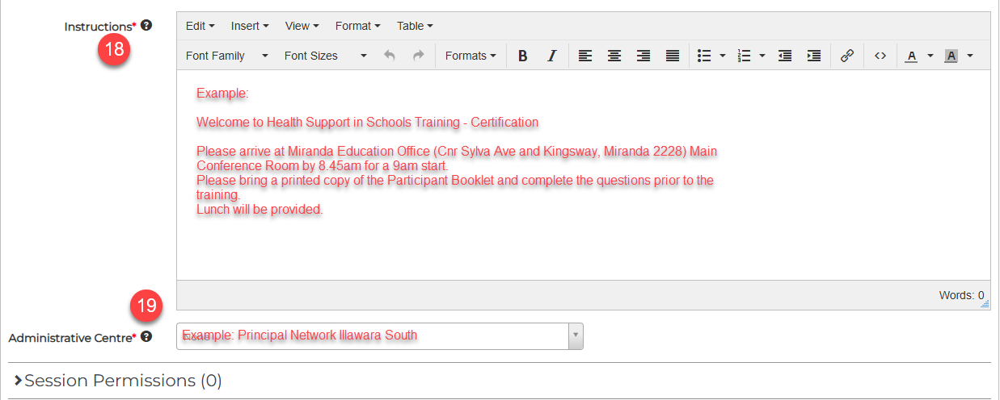 Instructions*
18
Edit Insert View Format Table
Font Family Font Sizes Formats B I A A
Example:
Welcome to Health Support in Schools Training - Certification
Please arrive at Miranda Education Office (Cnr Sylva Ave and Kingsway, Miranda 2228) Main
Conference Room by 8.45am for a 9am start.
Please bring a printed copy of the Participant Booklet and complete the questions prior to the
training.
Lunch will be provided.
Words: 0
19
Administrative Centre*
Example: Principal Network Illawara South
Session Permissions (0)